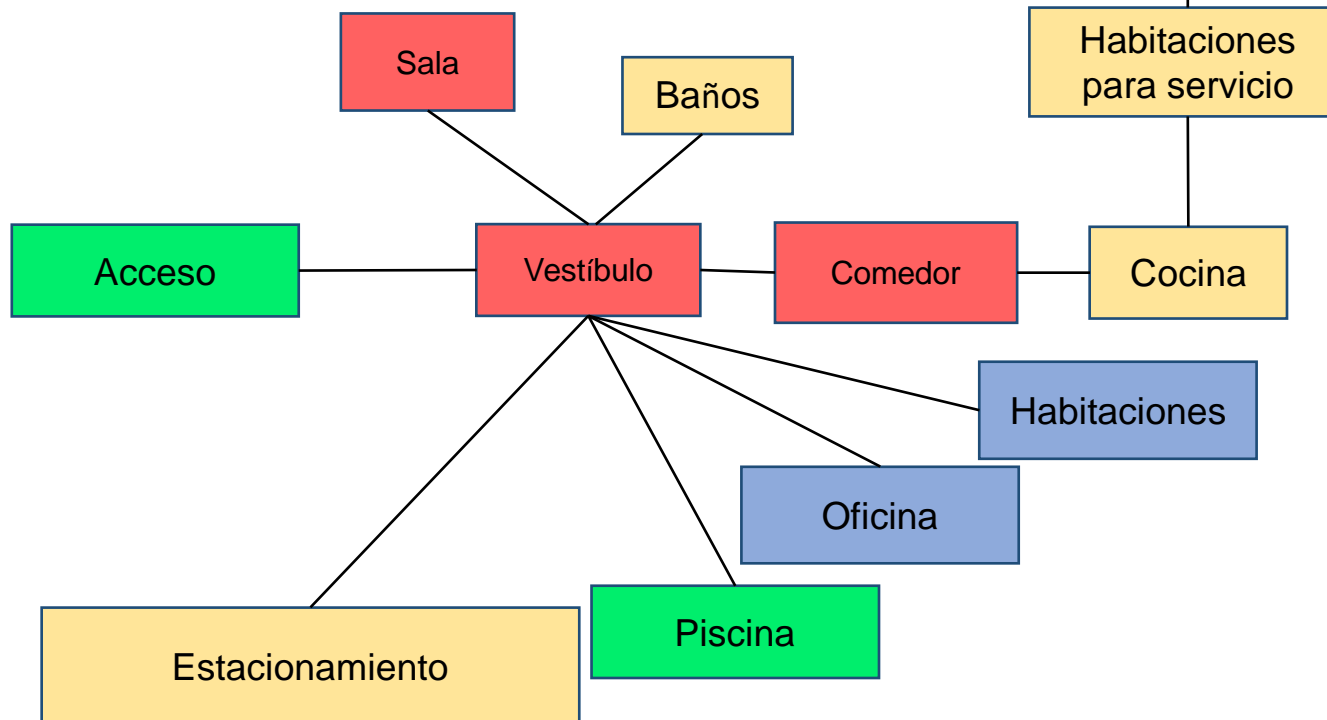 Habitaciones
para servicio
Sala
Baños
Acceso
Vestíbulo
Comedor
Cocina
Habitaciones
Oficina
Piscina
Estacionamiento